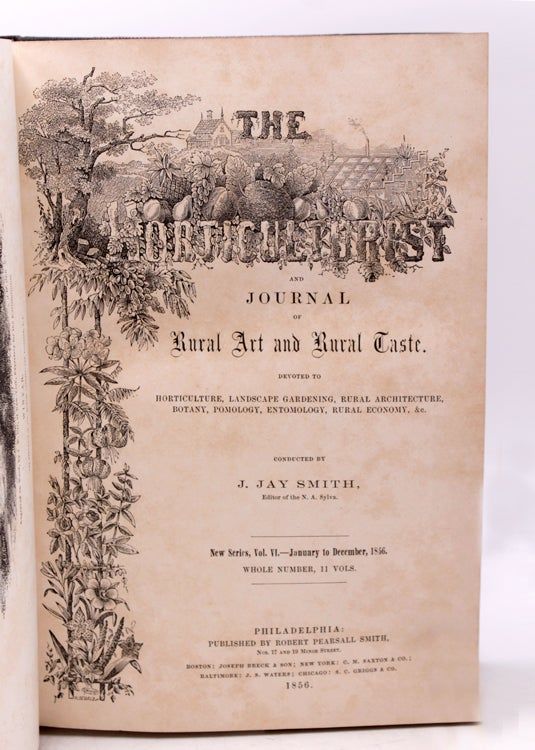 THE
HORTICULTURIST
AND
JOURNAL
OF
Rural Art and Rural Taste.
DEVOTED TO
HORTICULTURE, LANDSCAPE GARDENING, RURAL ARCHITECTURE,
BOTANY, POMOLOGY, ENTOMOLOGY, RURAL ECONOMY, &c.
CONDUCTED BY
J. JAY SMITH,
Editor of the N. A. Sylva.
New Series, Vol. VI.—January to December, 1856.
WHOLE NUMBER, 11 VOLS.
PHILADELPHIA:
PUBLISHED BY ROBERT PEARSALL SMITH,
Nos. 17 and 19 Minor Street.
BOSTON: JOSEPH BRECK & SON; NEW YORK: C. M. SAXTON & CO.;
BALTIMORE: J. S. WATERS; CHICAGO: S. C. GRIGGS & CO.
1856.